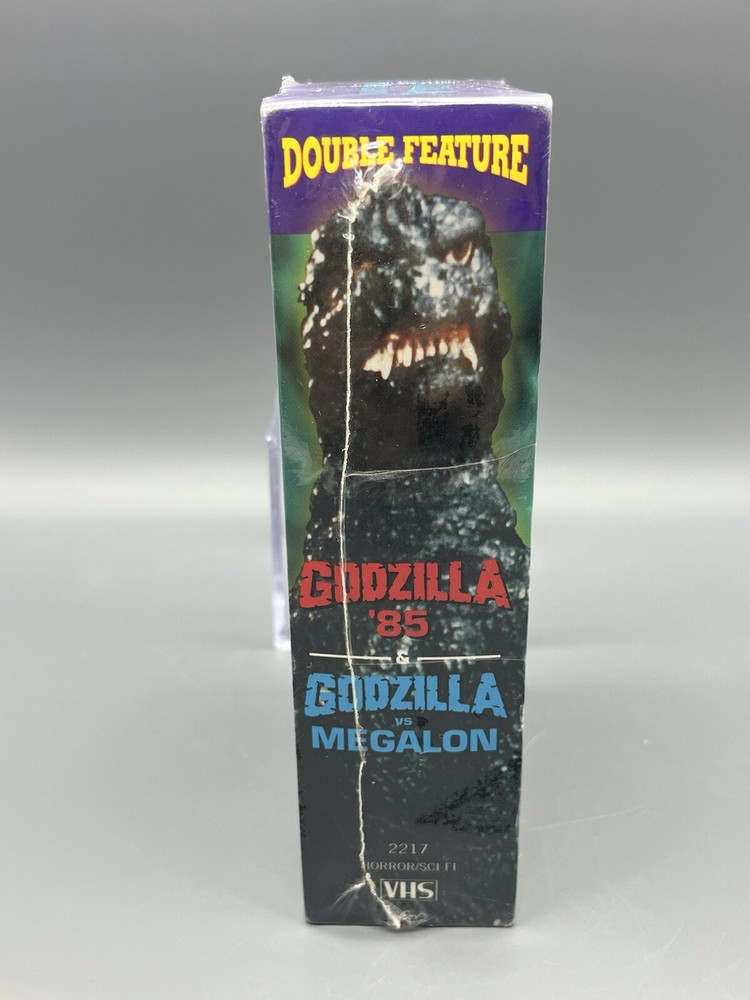 DOUBLE FEATURE
GODZILLA
'85
&
GODZILLA
VS
MEGALON
2217
HORROR/SCI-FI
VHS